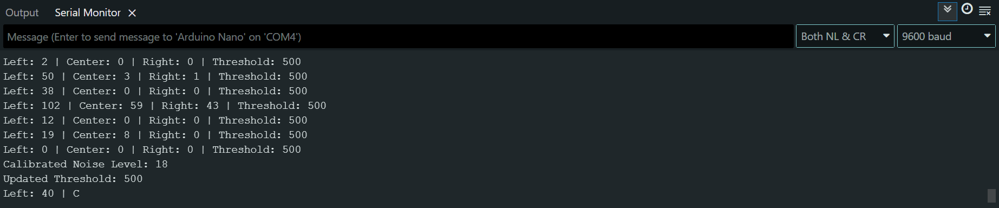 Output Serial Monitor
Message (Enter to send message to 'Arduino Nano' on 'COM4') Both NL & CR 9600 baud
Left: 2 | Center: 0 | Right: 0 | Threshold: 500
Left: 50 | Center: 3 | Right: 1 | Threshold: 500
Left: 38 | Center: 0 | Right: 0 | Threshold: 500
Left: 102 | Center: 59 | Right: 43 | Threshold: 500
Left: 12 | Center: 0 | Right: 0 | Threshold: 500
Left: 19 | Center: 8 | Right: 0 | Threshold: 500
Left: 0 | Center: 0 | Right: 0 | Threshold: 500
Calibrated Noise Level: 18
Updated Threshold: 500
Left: 40 | C